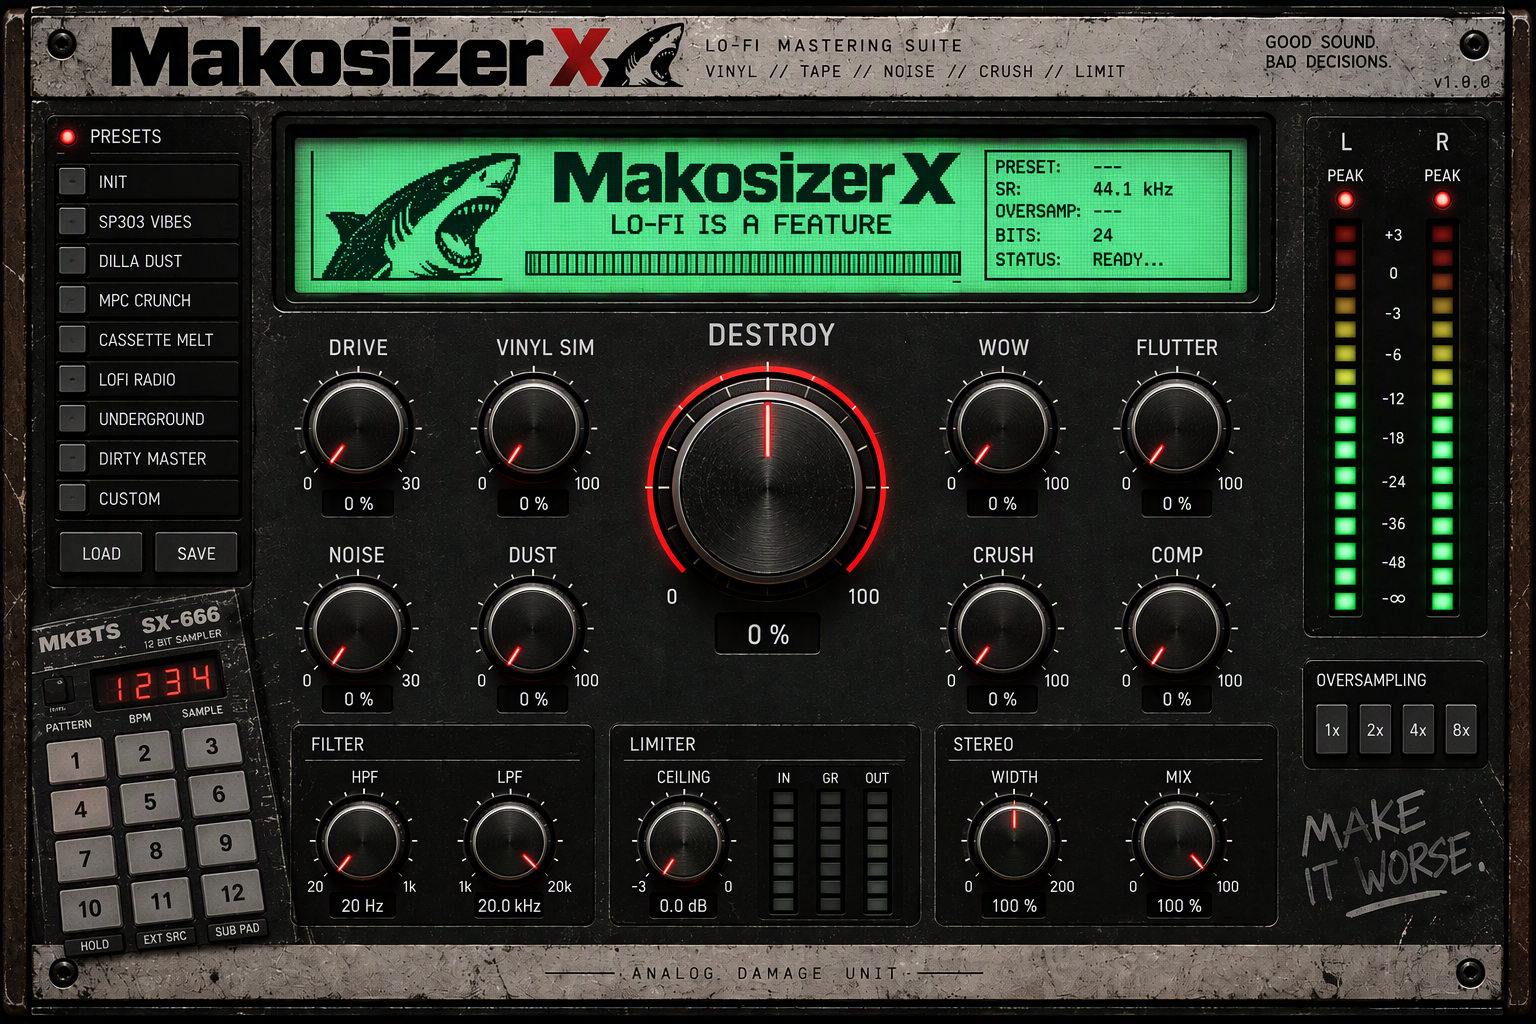 Makosizer X
LO-FI MASTERING SUITE
VINYL // TAPE // NOISE // CRUSH // LIMIT
GOOD SOUND.
BAD DECISIONS.
v1.0.0
PRESETS
INIT
SP303 VIBES
DILLA DUST
MPC CRUNCH
CASSETTE MELT
LOFI RADIO
UNDERGROUND
DIRTY MASTER
CUSTOM
LOAD SAVE
Makosizer X
LO-FI IS A FEATURE
PRESET: ---
SR: 44.1 kHz
OVERSAMP: ---
BITS: 24
STATUS: READY...
L R
PEAK PEAK
+3
0
-3
-6
-12
-18
-24
-36
-48
-∞
DRIVE
0 30
0 %
VINYL SIM
0 100
0 %
DESTROY
0 100
0 %
WOW
0 100
0 %
FLUTTER
0 100
0 %
NOISE
0 30
0 %
DUST
0 100
0 %
CRUSH
0 100
0 %
COMP
0 100
0 %
MKBTS SX-666
12 BIT SAMPLER
1234
PATTERN BPM SAMPLE
1 2 3
4 5 6
7 8 9
10 11 12
HOLD EXT SRC SUB PAD
FILTER
HPF
20 1k
20 Hz
LPF
1k 20k
20.0 kHz
LIMITER
CEILING
-3 0
0.0 dB
IN GR OUT
STEREO
WIDTH
0 200
100 %
MIX
0 100
100 %
OVERSAMPLING
1x 2x 4x 8x
MAKE
IT WORSE.
ANALOG DAMAGE UNIT